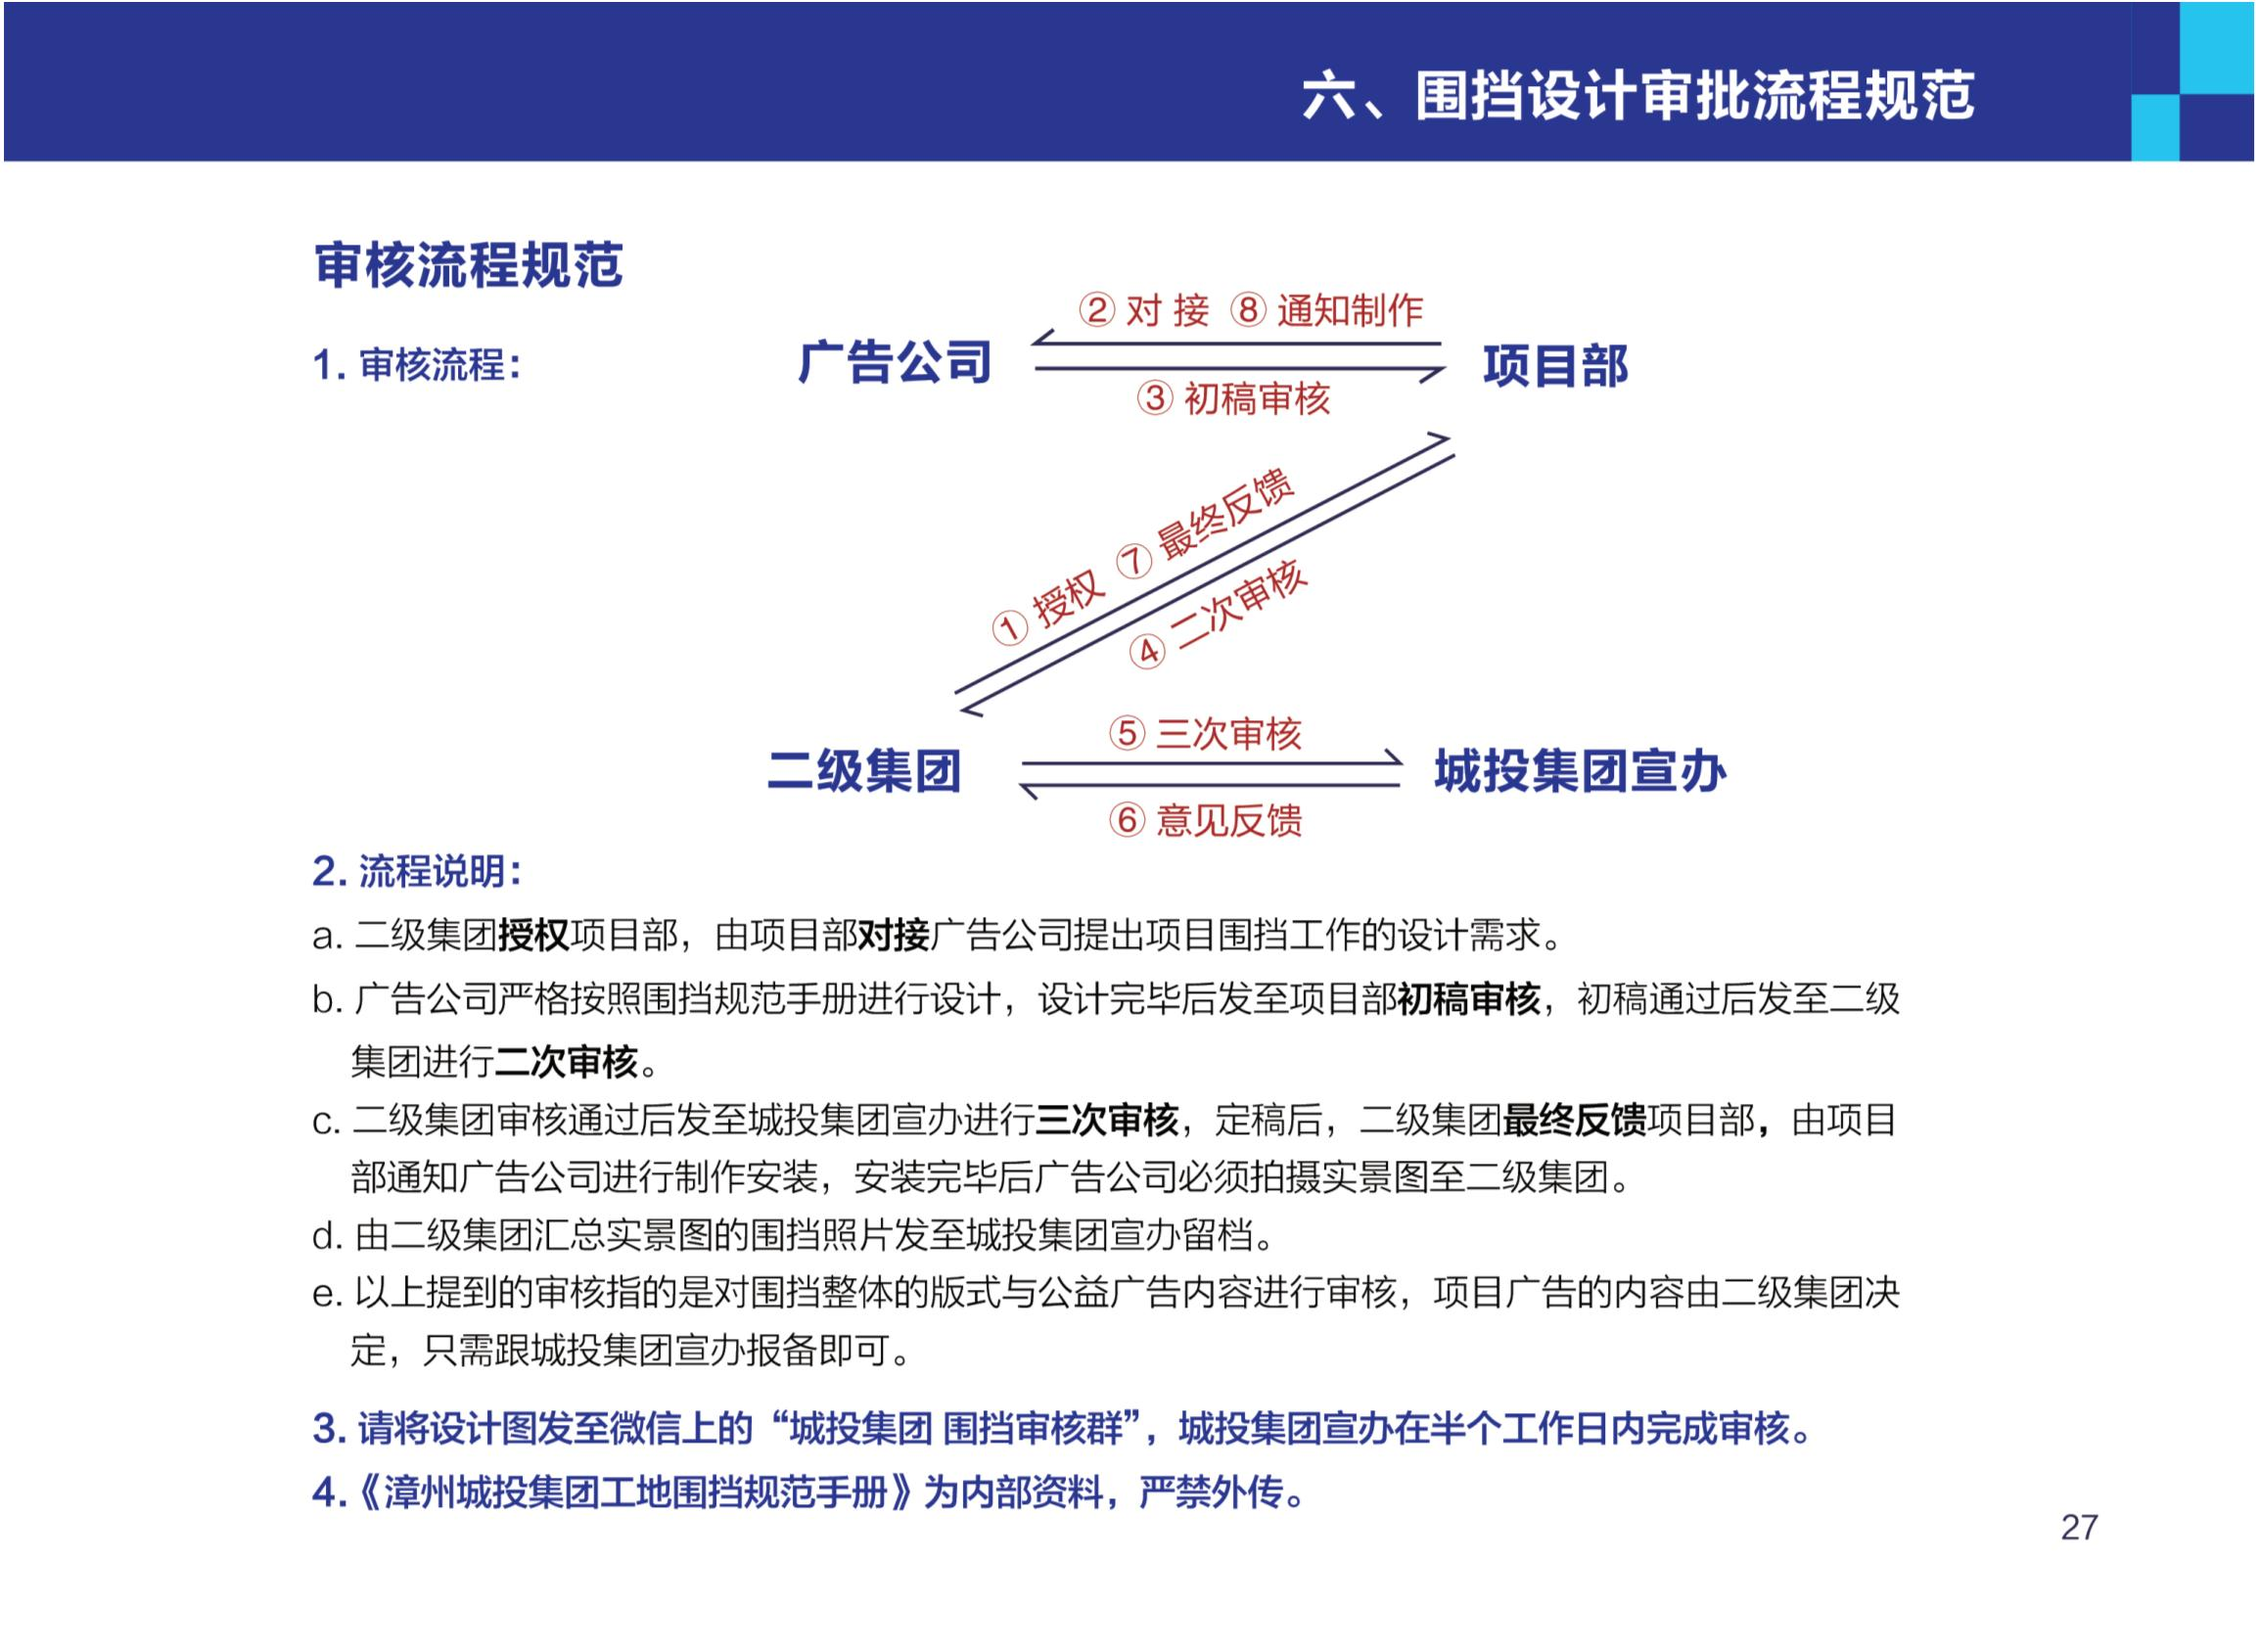 六、围挡设计审批流程规范
审核流程规范
1. 审核流程：
② 对 接 ⑧ 通知制作
广告公司
项目部
③ 初稿审核
① 授权 ⑦ 最终反馈
④ 二次审核
⑤ 三次审核
二级集团
城投集团宣办
⑥ 意见反馈
2. 流程说明：
a. 二级集团授权项目部，由项目部对接广告公司提出项目围挡工作的设计需求。
b. 广告公司严格按照围挡规范手册进行设计，设计完毕后发至项目部初稿审核，初稿通过后发至二级
集团进行二次审核。
c. 二级集团审核通过后发至城投集团宣办进行三次审核，定稿后，二级集团最终反馈项目部，由项目
部通知广告公司进行制作安装，安装完毕后广告公司必须拍摄实景图至二级集团。
d. 由二级集团汇总实景图的围挡照片发至城投集团宣办留档。
e. 以上提到的审核指的是对围挡整体的版式与公益广告内容进行审核，项目广告的内容由二级集团决
定，只需跟城投集团宣办报备即可。
3. 请将设计图发至微信上的“城投集团 围挡审核群”，城投集团宣办在半个工作日内完成审核。
4.《漳州城投集团工地围挡规范手册》为内部资料，严禁外传。
27